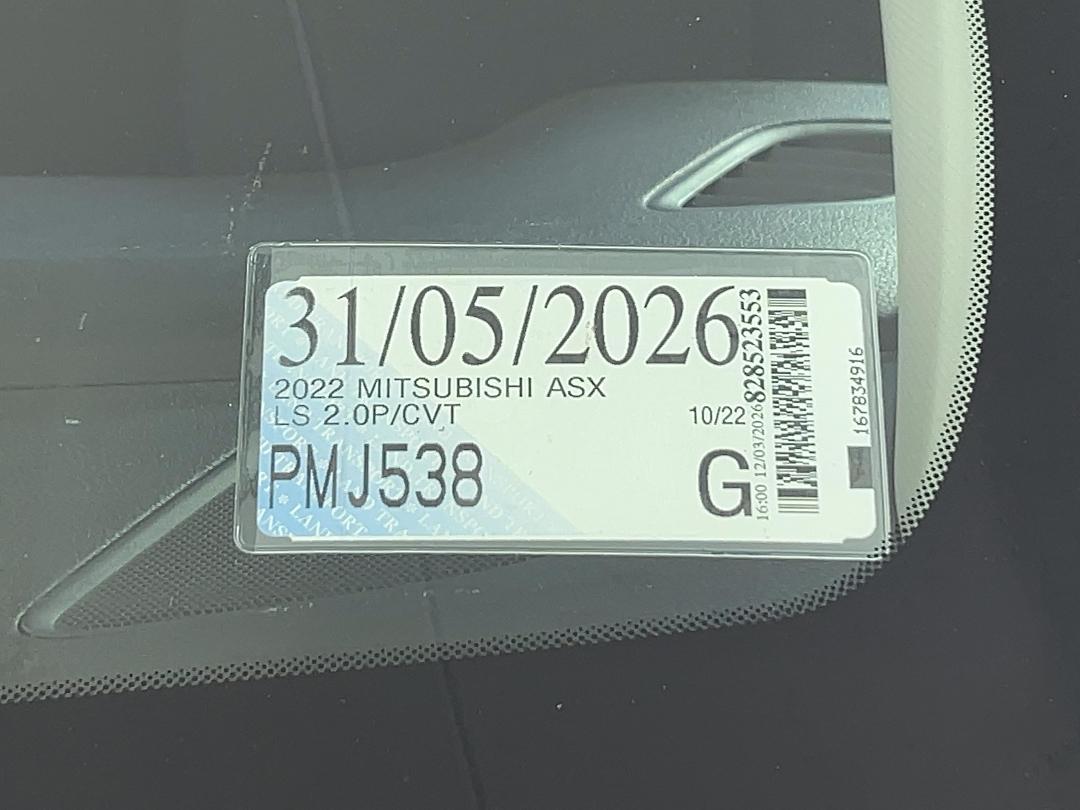 31/05/2026
2022 MITSUBISHI ASX
LS 2.0P/CVT 10/22
PMJ538 G
828523553
16:00 12/03/2026
167834916